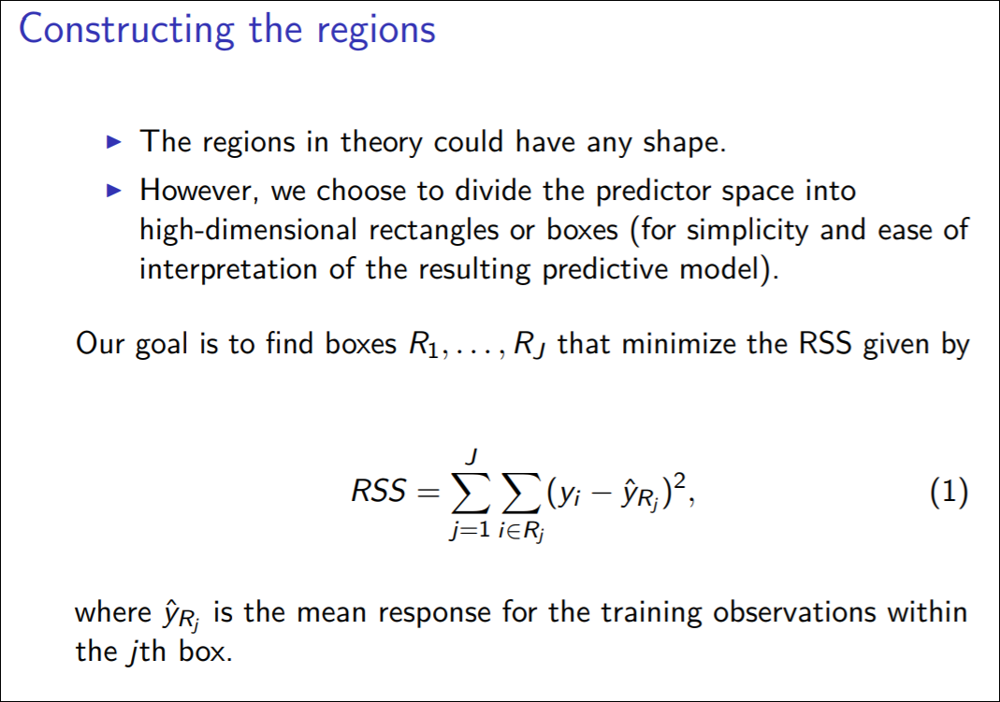 Constructing the regions
▶ The regions in theory could have any shape.
▶ However, we choose to divide the predictor space into
high-dimensional rectangles or boxes (for simplicity and ease of
interpretation of the resulting predictive model).
Our goal is to find boxes $R_1, \ldots, R_J$ that minimize the RSS given by
$RSS = \sum_{j=1}^{J} \sum_{i \in R_j} (y_i - \hat{y}_{R_j})^2,$ (1)
where $\hat{y}_{R_j}$ is the mean response for the training observations within
the $j$th box.